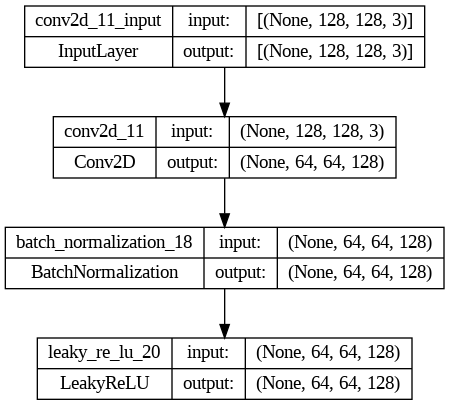 conv2d_11_input input: [(None, 128, 128, 3)]
InputLayer output: [(None, 128, 128, 3)]
conv2d_11 input: (None, 128, 128, 3)
Conv2D output: (None, 64, 64, 128)
batch_normalization_18 input: (None, 64, 64, 128)
BatchNormalization output: (None, 64, 64, 128)
leaky_re_lu_20 input: (None, 64, 64, 128)
LeakyReLU output: (None, 64, 64, 128)